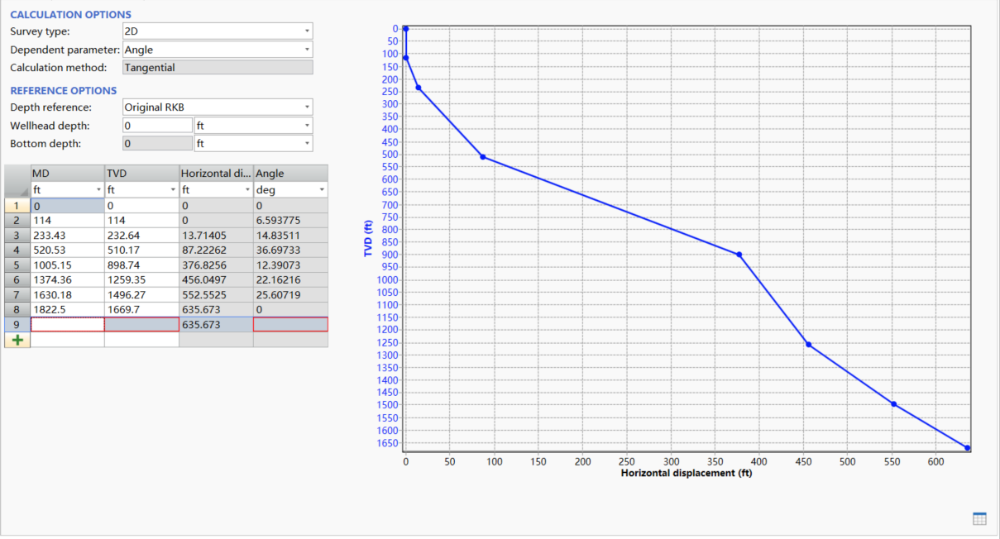 CALCULATION OPTIONS
Survey type: 2D
Dependent parameter: Angle
Calculation method: Tangential
REFERENCE OPTIONS
Depth reference: Original RKB
Wellhead depth: 0 ft
Bottom depth: 0 ft
MD TVD Horizontal di... Angle
ft ft ft deg
1 0 0 0 0
2 114 114 0 6.593775
3 233.43 232.64 13.71405 14.83511
4 520.53 510.17 87.22262 36.69733
5 1005.15 898.74 376.8256 12.39073
6 1374.36 1259.35 456.0497 22.16216
7 1630.18 1496.27 552.5525 25.60719
8 1822.5 1669.7 635.673 0
9 635.673
TVD (ft)
0
50
100
150
200
250
300
350
400
450
500
550
600
650
700
750
800
850
900
950
1000
1050
1100
1150
1200
1250
1300
1350
1400
1450
1500
1550
1600
1650
0 50 100 150 200 250 300 350 400 450 500 550 600
Horizontal displacement (ft)